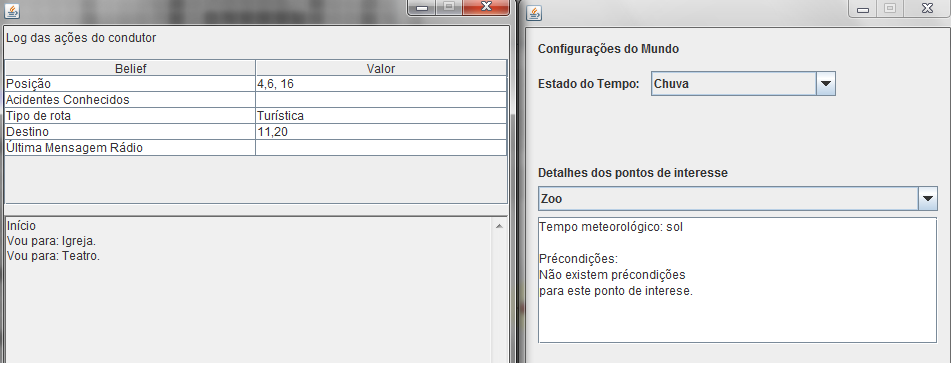 Log das ações do condutor
Belief Valor
Posição 4,6, 16
Acidentes Conhecidos
Tipo de rota Turística
Destino 11,20
Última Mensagem Rádio
Início
Vou para: Igreja.
Vou para: Teatro.
Configurações do Mundo
Estado do Tempo: Chuva
Detalhes dos pontos de interesse
Zoo
Tempo meteorológico: sol
Précondições:
Não existem précondições
para este ponto de interese.